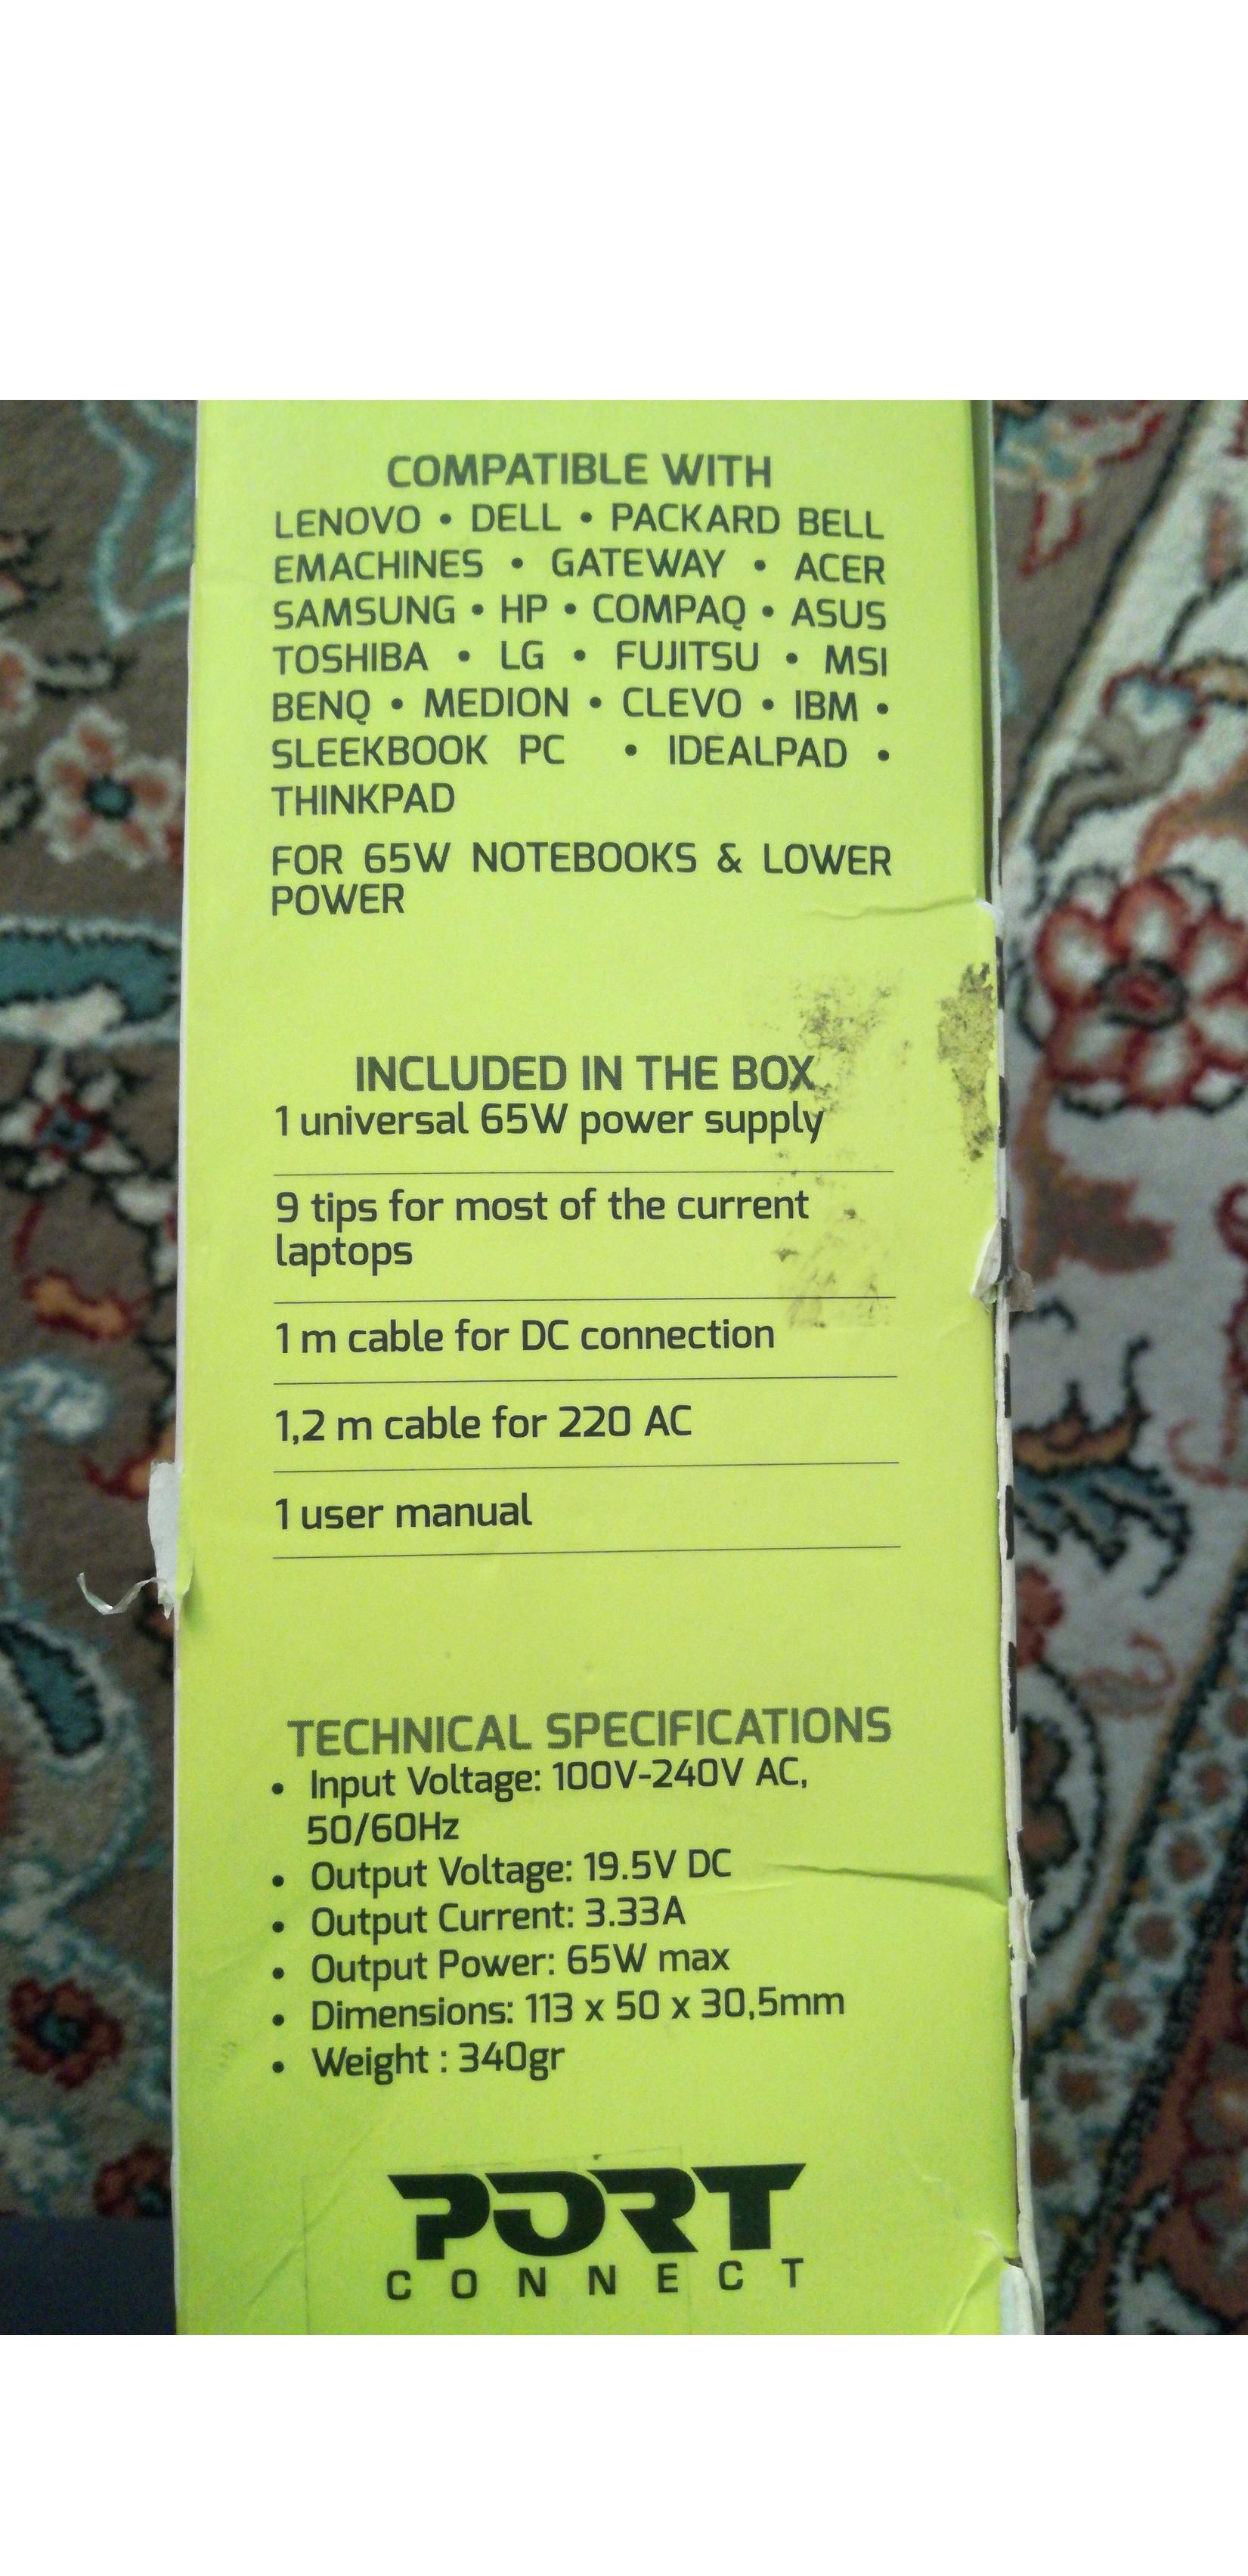 COMPATIBLE WITH
LENOVO • DELL • PACKARD BELL
EMACHINES • GATEWAY • ACER
SAMSUNG • HP • COMPAQ • ASUS
TOSHIBA • LG • FUJITSU • MSI
BENQ • MEDION • CLEVO • IBM •
SLEEKBOOK PC • IDEALPAD •
THINKPAD
FOR 65W NOTEBOOKS & LOWER
POWER
INCLUDED IN THE BOX
1 universal 65W power supply
9 tips for most of the current
laptops
1 m cable for DC connection
1,2 m cable for 220 AC
1 user manual
TECHNICAL SPECIFICATIONS
• Input Voltage: 100V-240V AC,
50/60Hz
• Output Voltage: 19.5V DC
• Output Current: 3.33A
• Output Power: 65W max
• Dimensions: 113 x 50 x 30,5mm
• Weight : 340gr
PORT
CONNECT